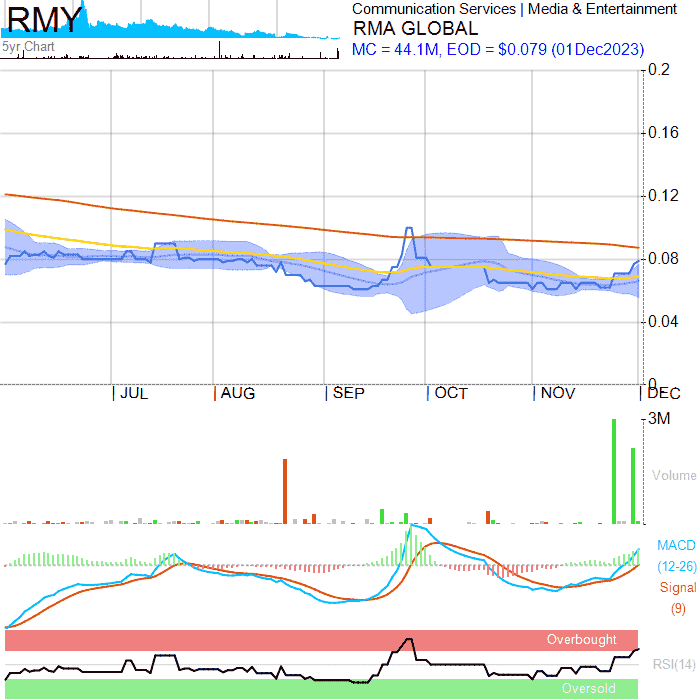 RMY
5yr Chart
Communication Services | Media & Entertainment
RMA GLOBAL
MC = 44.1M, EOD = $0.079 (01Dec2023)
0.2
0.16
0.12
0.08
0.04
0
JUL
AUG
SEP
OCT
NOV
DEC
3M
Volume
MACD
(12-26)
Signal
(9)
Overbought
RSI(14)
Oversold